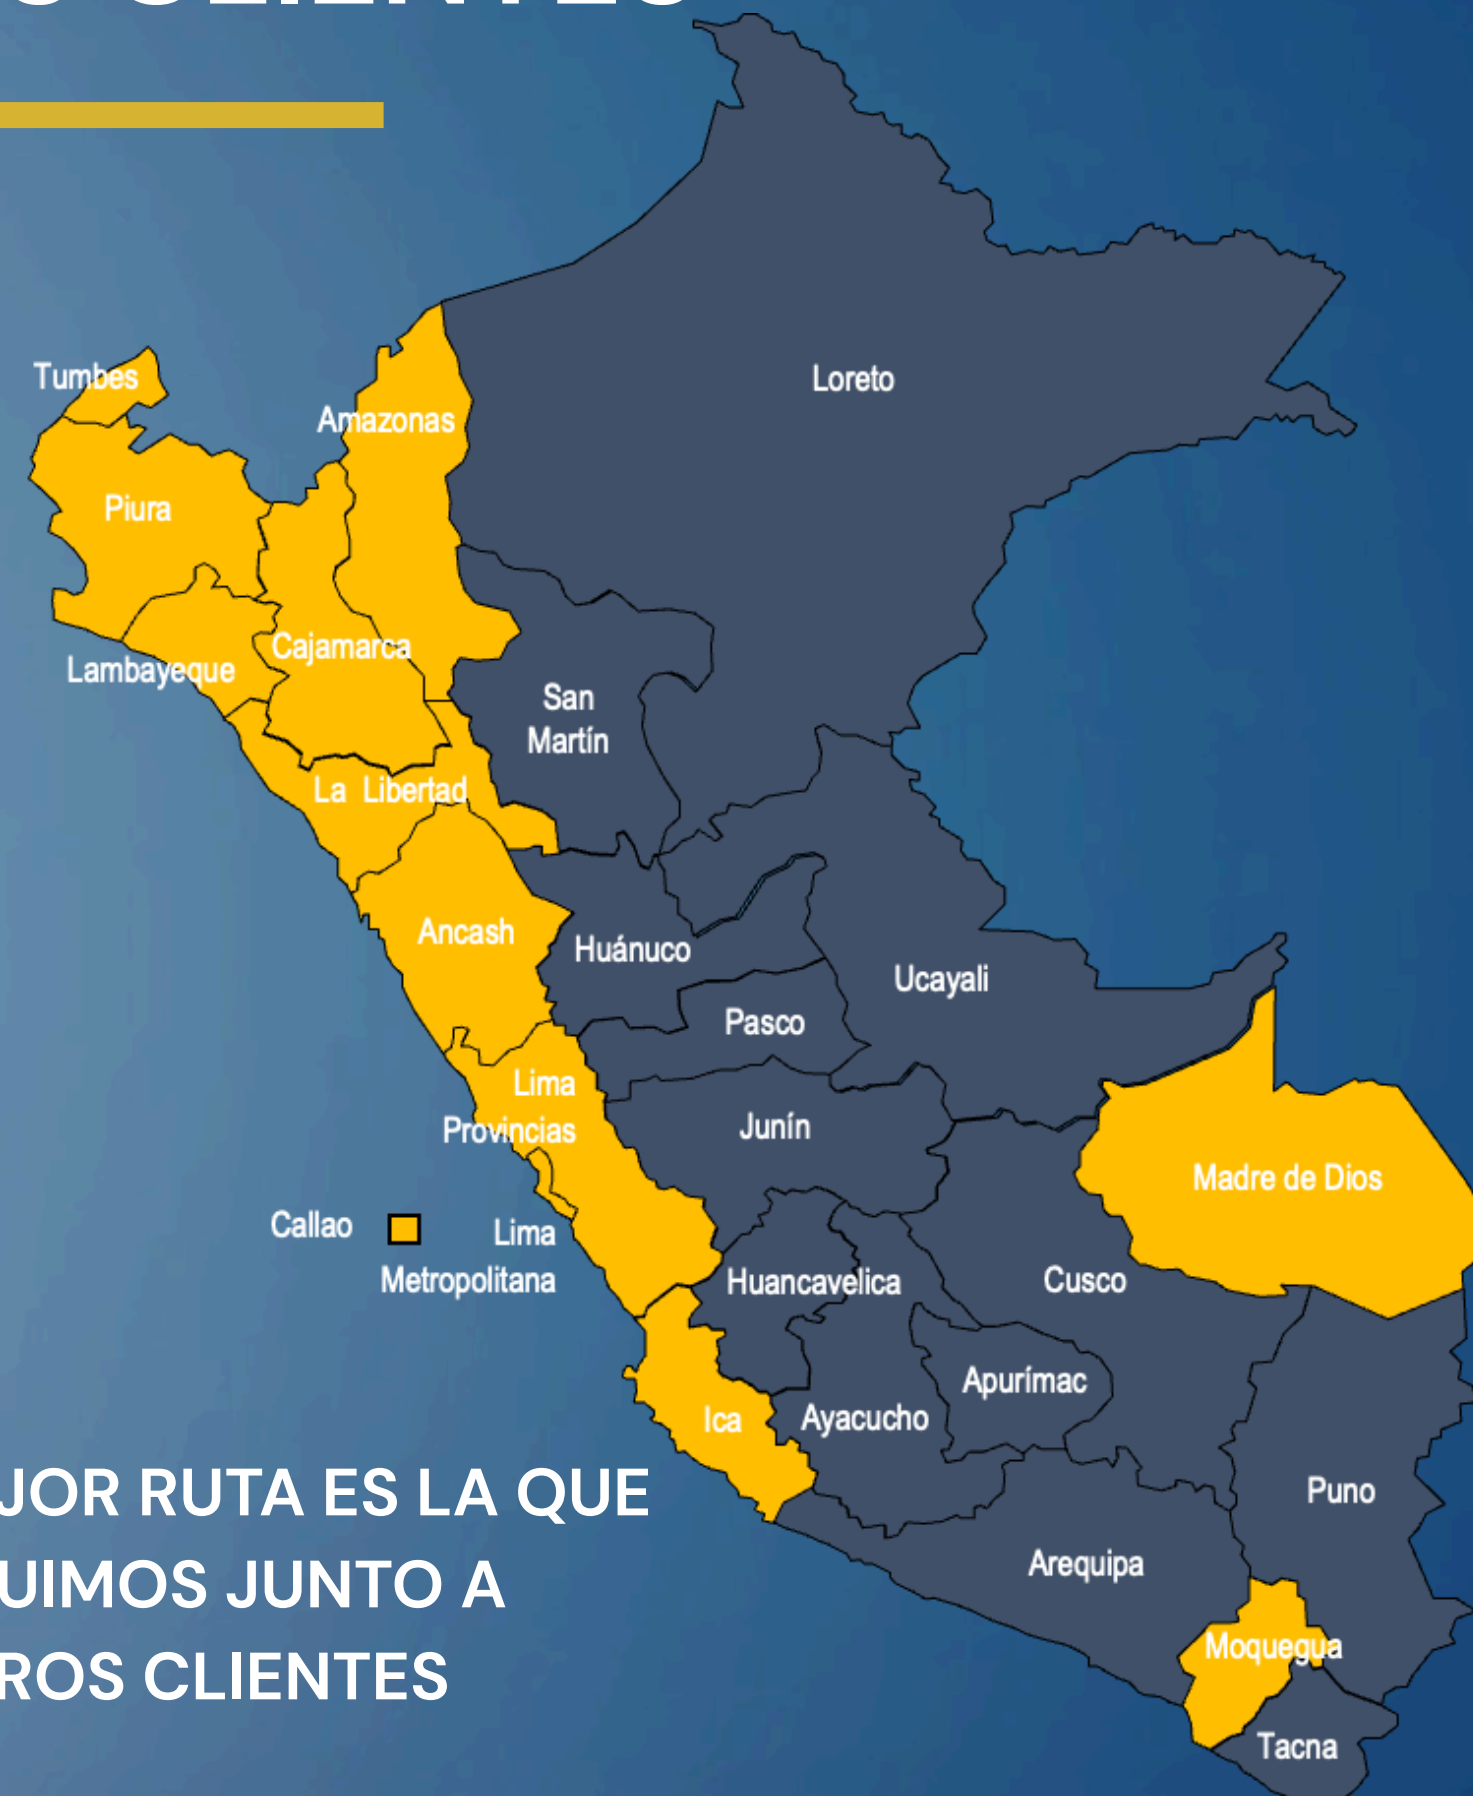 CLIENTES
Loreto
Tumbes
Amazonas
Piura
Cajamarca
Lambayeque
San
Martín
La Libertad
Ancash
Huánuco
Ucayali
Pasco
Lima
Provincias
Junín
Madre de Dios
Callao
Lima
Metropolitana
Huancavelica
Cusco
Apurímac
Ica
Ayacucho
Puno
JOR RUTA ES LA QUE
UIMOS JUNTO A
ROS CLIENTES
Arequipa
Moquegua
Tacna